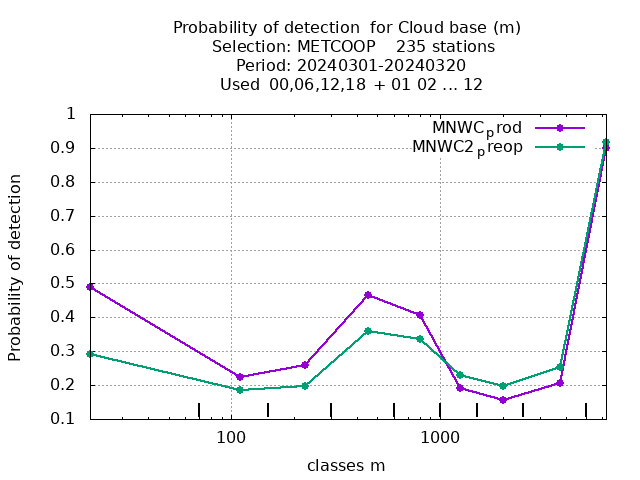 Probability of detection  for Cloud base (m)
Selection: METCOOP    235 stations
Period: 20240301-20240320
Used  00,06,12,18  + 01 02 ... 12
MNWCprod
MNWC2preop
Probability of detection
1
0.9
0.8
0.7
0.6
0.5
0.4
0.3
0.2
0.1
100
1000
classes m